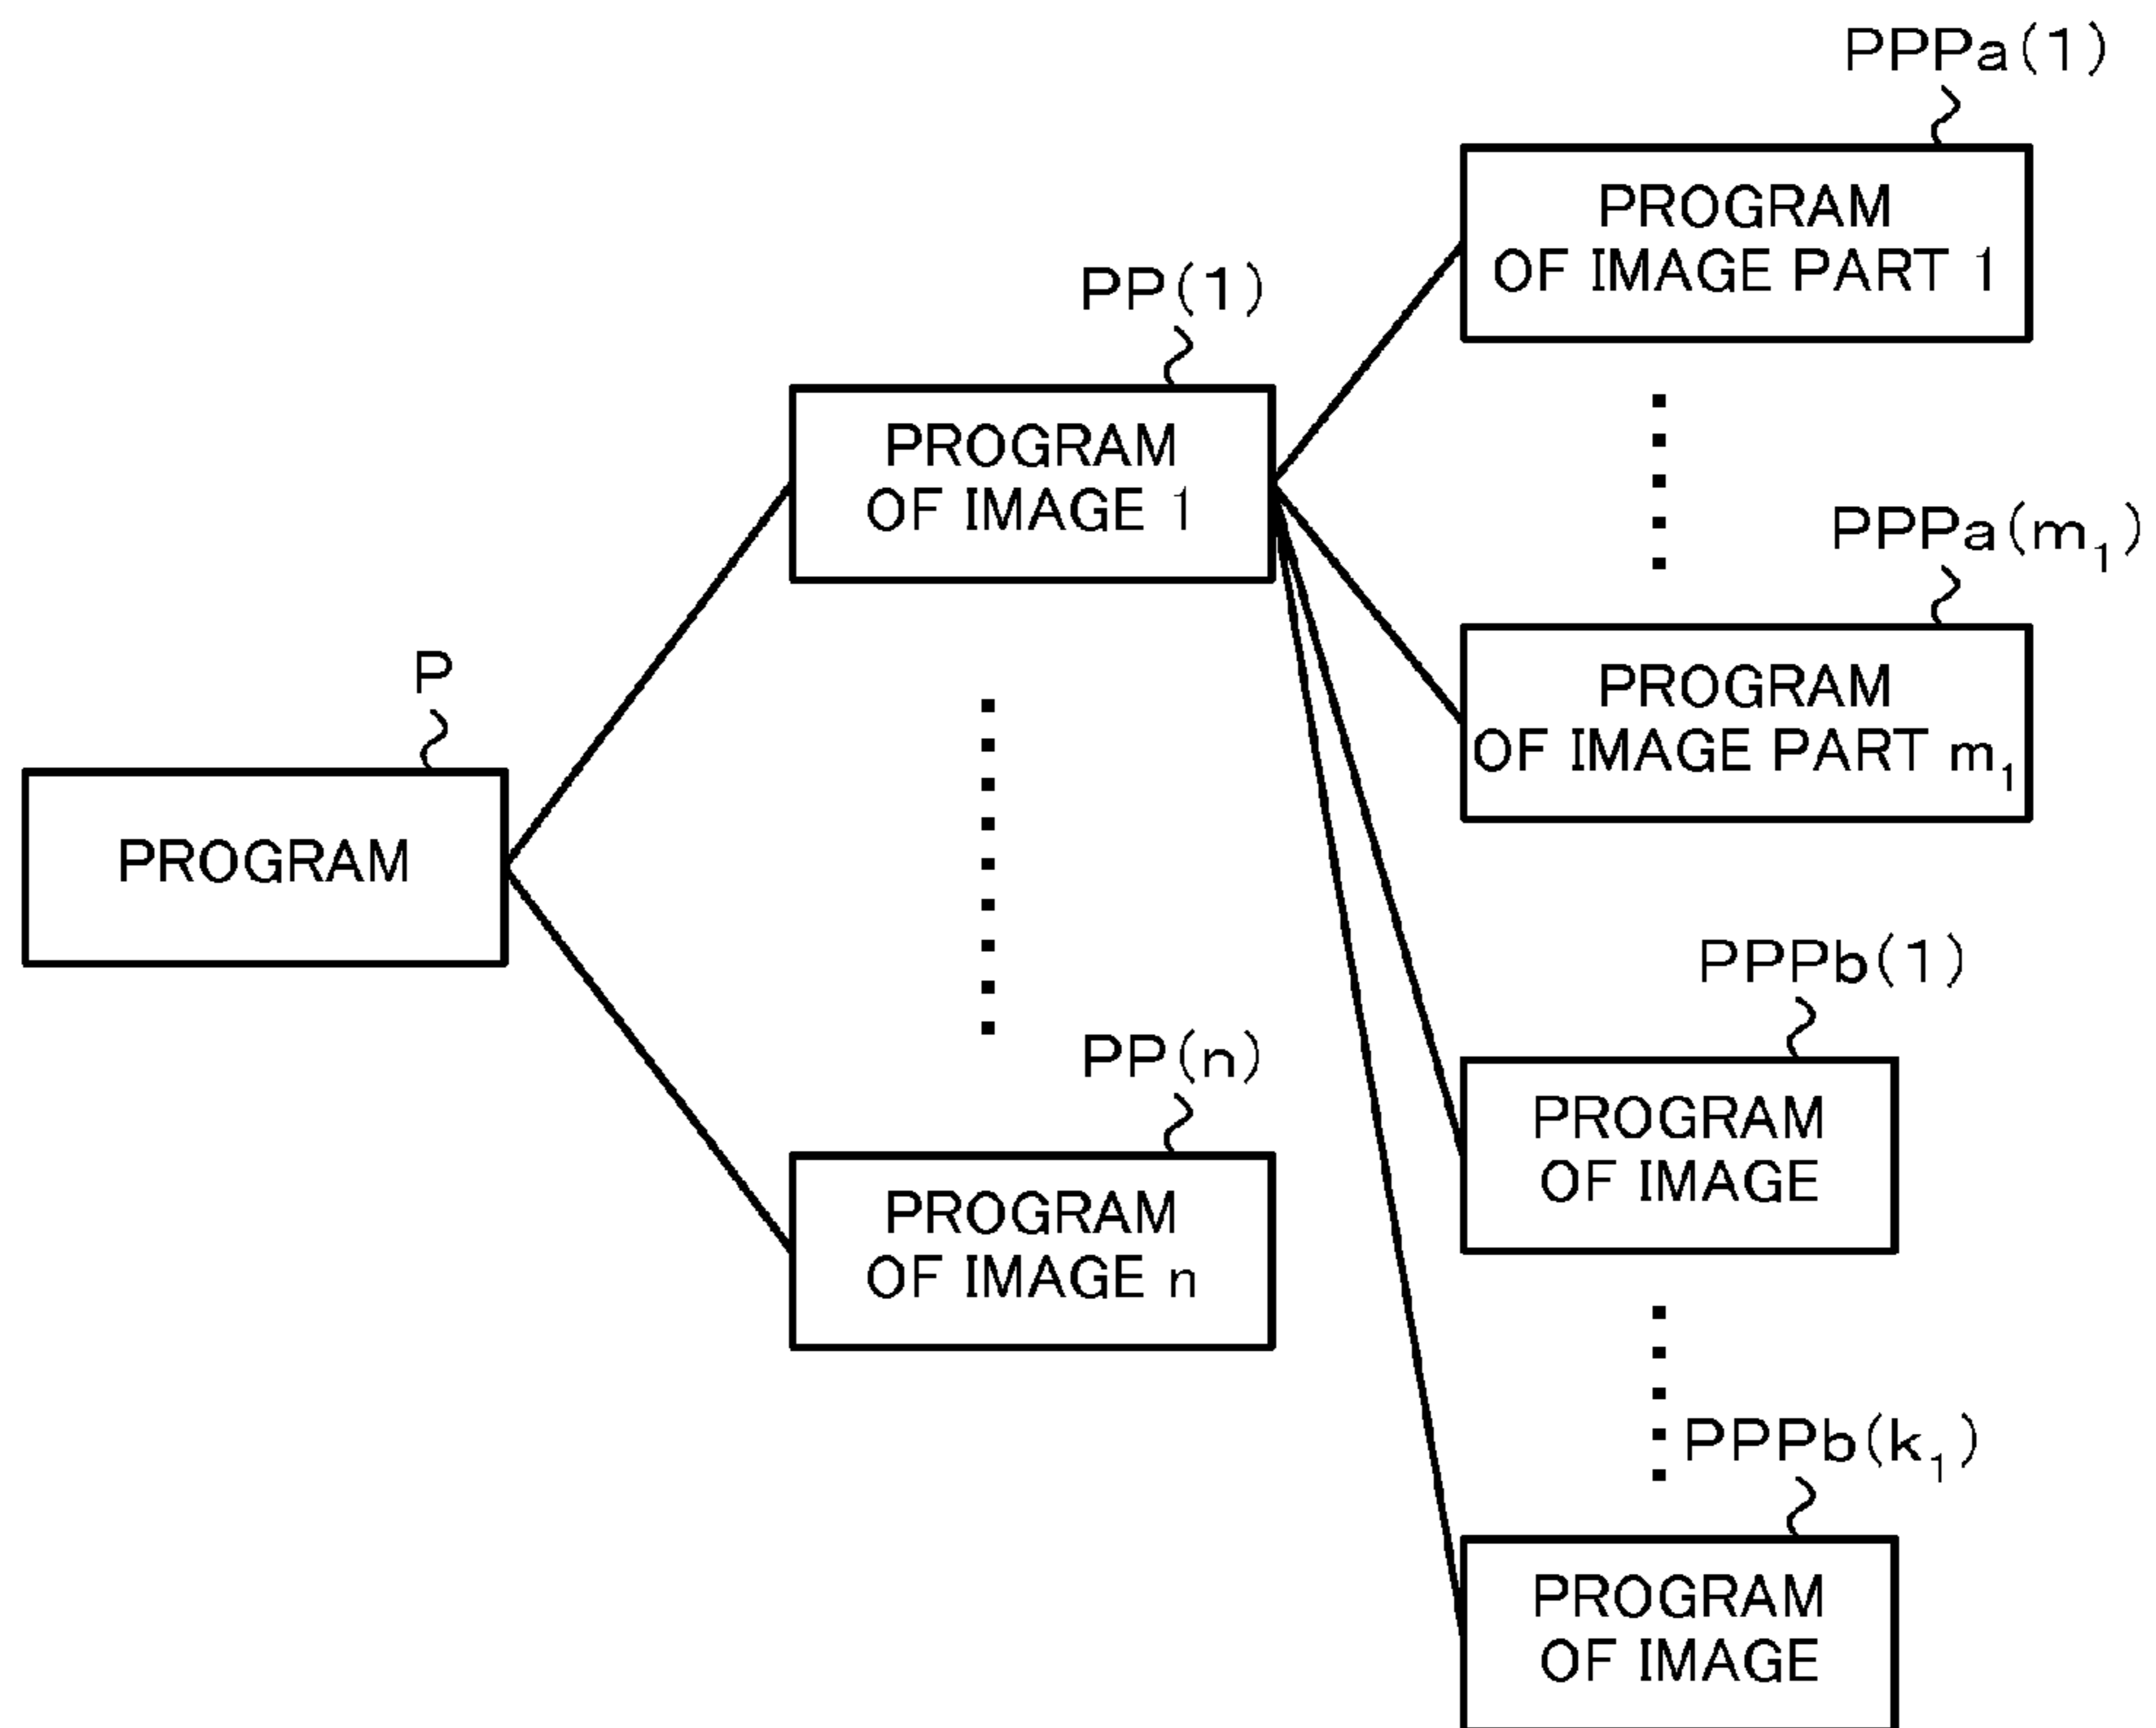 P
PROGRAM
PP(1)
PROGRAM
OF IMAGE 1
PP(n)
PROGRAM
OF IMAGE n
PPPa(1)
PROGRAM
OF IMAGE PART 1
PPPa(m₁)
PROGRAM
OF IMAGE PART m₁
PPPb(1)
PROGRAM
OF IMAGE
PPPb(k₁)
PROGRAM
OF IMAGE